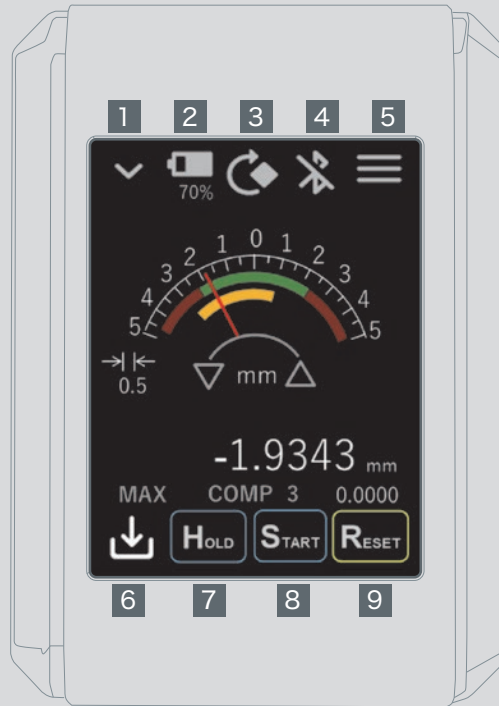 1 2 3 4 5
70%
5 4 3 2 1 0 1 2 3 4 5
0.5
mm
-1.9343 mm
MAX COMP 3 0.0000
HOLD START RESET
6 7 8 9